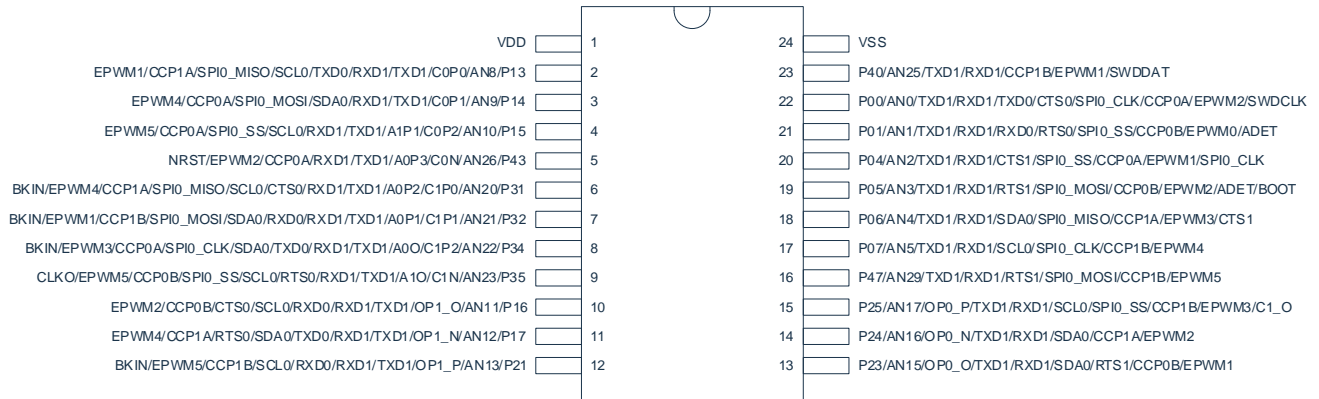 VDD 1 24 VSS
EPWM1/CCP1A/SPI0_MISO/SCL0/TXD0/RXD1/TXD1/C0P0/AN8/P13 2 23 P40/AN25/TXD1/RXD1/CCP1B/EPWM1/SWDDAT
EPWM4/CCP0A/SPI0_MOSI/SDA0/RXD1/TXD1/C0P1/AN9/P14 3 22 P00/AN0/TXD1/RXD1/TXD0/CTS0/SPI0_CLK/CCP0A/EPWM2/SWDCLK
EPWM5/CCP0A/SPI0_SS/SCL0/RXD1/TXD1/A1P1/C0P2/AN10/P15 4 21 P01/AN1/TXD1/RXD1/RXD0/RTS0/SPI0_SS/CCP0B/EPWM0/ADET
NRST/EPWM2/CCP0A/RXD1/TXD1/A0P3/C0N/AN26/P43 5 20 P04/AN2/TXD1/RXD1/CTS1/SPI0_SS/CCP0A/EPWM1/SPI0_CLK
BKIN/EPWM4/CCP1A/SPI0_MISO/SCL0/CTS0/RXD1/TXD1/A0P2/C1P0/AN20/P31 6 19 P05/AN3/TXD1/RXD1/RTS1/SPI0_MOSI/CCP0B/EPWM2/ADET/BOOT
BKIN/EPWM1/CCP1B/SPI0_MOSI/SDA0/RXD0/RXD1/TXD1/A0P1/C1P1/AN21/P32 7 18 P06/AN4/TXD1/RXD1/SDA0/SPI0_MISO/CCP1A/EPWM3/CTS1
BKIN/EPWM3/CCP0A/SPI0_CLK/SDA0/TXD0/RXD1/TXD1/A0O/C1P2/AN22/P34 8 17 P07/AN5/TXD1/RXD1/SCL0/SPI0_CLK/CCP1B/EPWM4
CLKO/EPWM5/CCP0B/SPI0_SS/SCL0/RTS0/RXD1/TXD1/A1O/C1N/AN23/P35 9 16 P47/AN29/TXD1/RXD1/RTS1/SPI0_MOSI/CCP1B/EPWM5
EPWM2/CCP0B/CTS0/SCL0/RXD0/RXD1/TXD1/OP1_O/AN11/P16 10 15 P25/AN17/OP0_P/TXD1/RXD1/SCL0/SPI0_SS/CCP1B/EPWM3/C1_O
EPWM4/CCP1A/RTS0/SDA0/TXD0/RXD1/TXD1/OP1_N/AN12/P17 11 14 P24/AN16/OP0_N/TXD1/RXD1/SDA0/CCP1A/EPWM2
BKIN/EPWM5/CCP1B/SCL0/RXD0/RXD1/TXD1/OP1_P/AN13/P21 12 13 P23/AN15/OP0_O/TXD1/RXD1/SDA0/RTS1/CCP0B/EPWM1